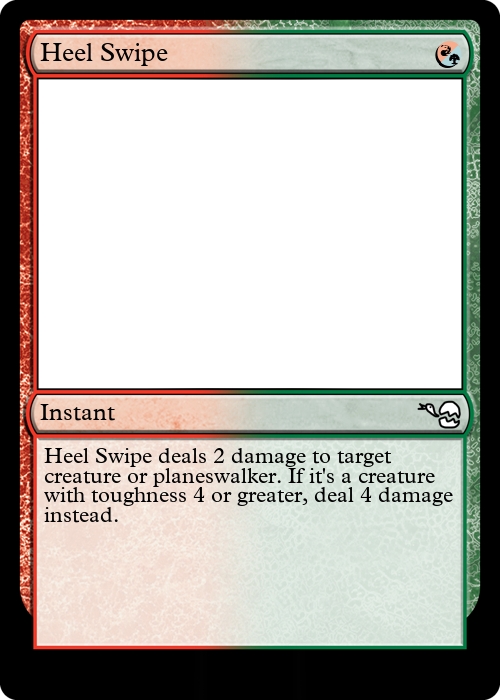 Heel Swipe
Instant
Heel Swipe deals 2 damage to target
creature or planeswalker. If it's a creature
with toughness 4 or greater, deal 4 damage
instead.